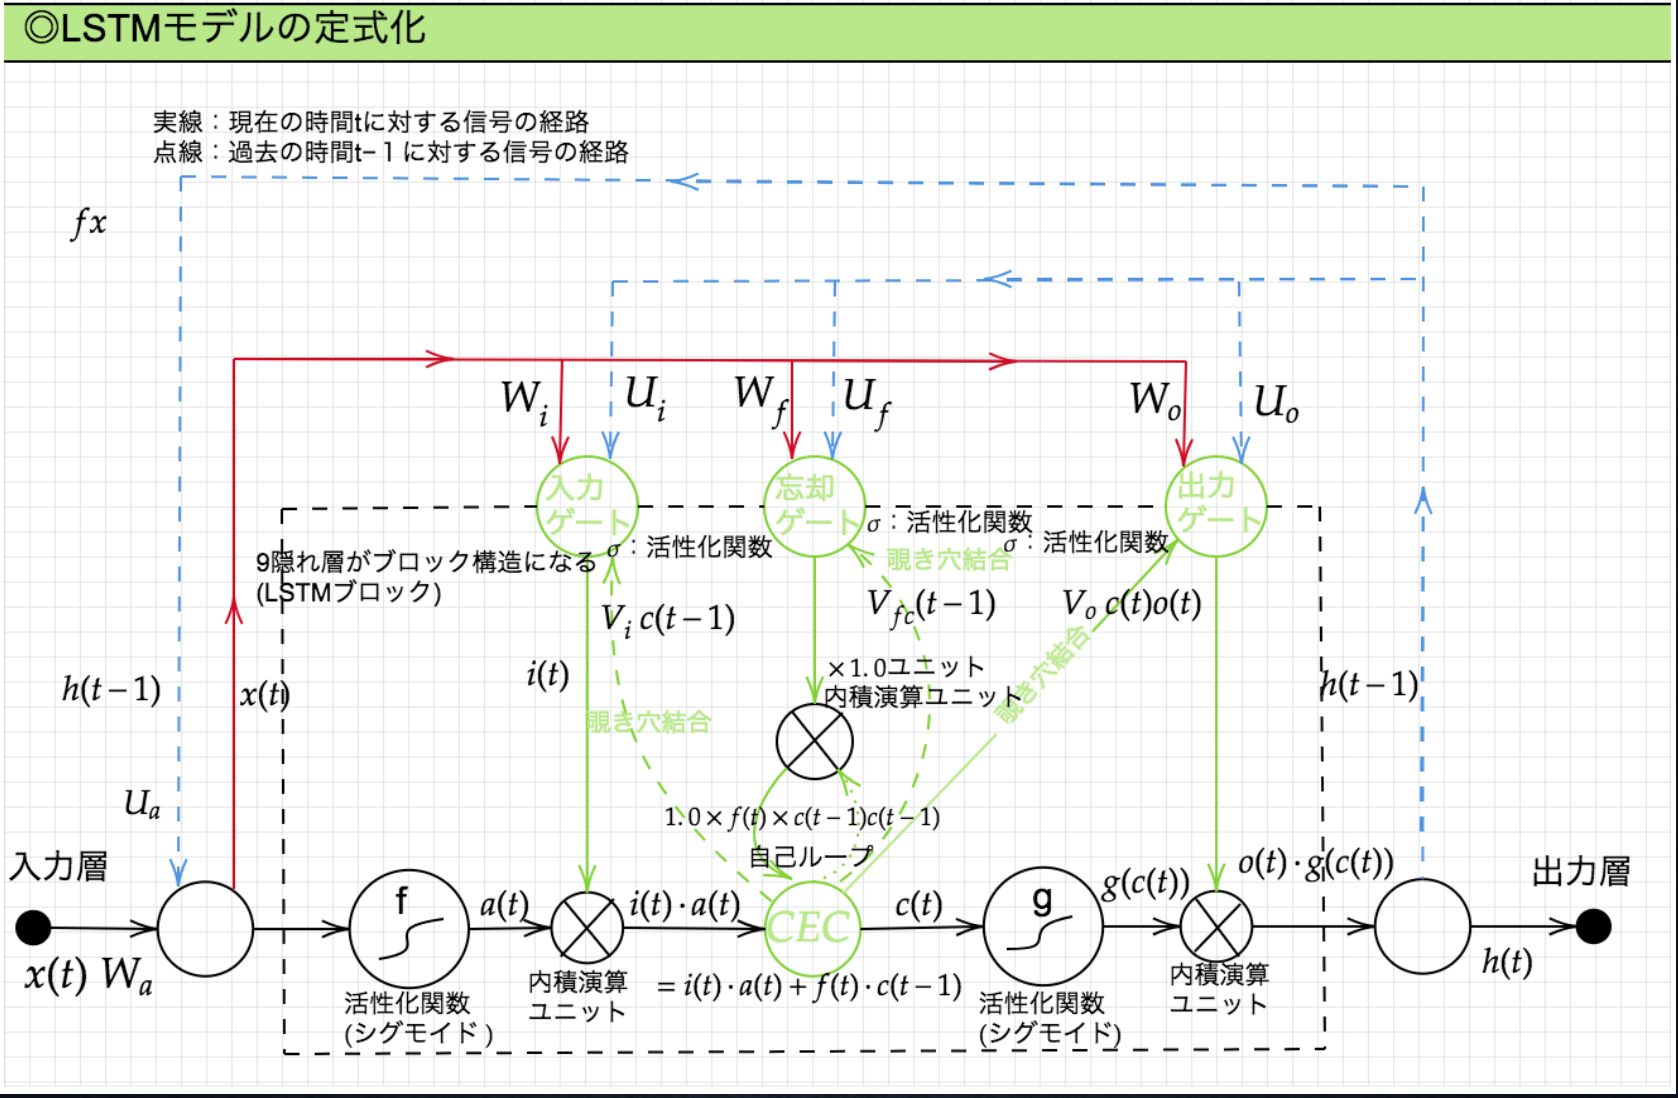 ◎LSTMモデルの定式化
実線：現在の時間tに対する信号の経路
点線：過去の時間t−１に対する信号の経路
fx
W_i
U_i
W_f
U_f
W_o
U_o
入力
ゲート
忘却
ゲート
出力
ゲート
σ：活性化関数
σ：活性化関数
σ：活性化関数
覗き穴結合
9隠れ層がブロック構造になる
(LSTMブロック)
V_i c(t−1)
V_fc(t−1)
V_o c(t)o(t)
i(t)
×1.0ユニット
内積演算ユニット
覗き穴結合
覗き穴結合
h(t−1)
x(t)
h(t−1)
U_a
1.0×f(t)×c(t−1)c(t−1)
自己ループ
入力層
f
a(t)
i(t)·a(t)
CEC
c(t)
g
g(c(t))
o(t)·g(c(t))
出力層
x(t) W_a
h(t)
活性化関数
(シグモイド )
内積演算
ユニット
=i(t)·a(t)+f(t)·c(t−1)
活性化関数
(シグモイド)
内積演算
ユニット